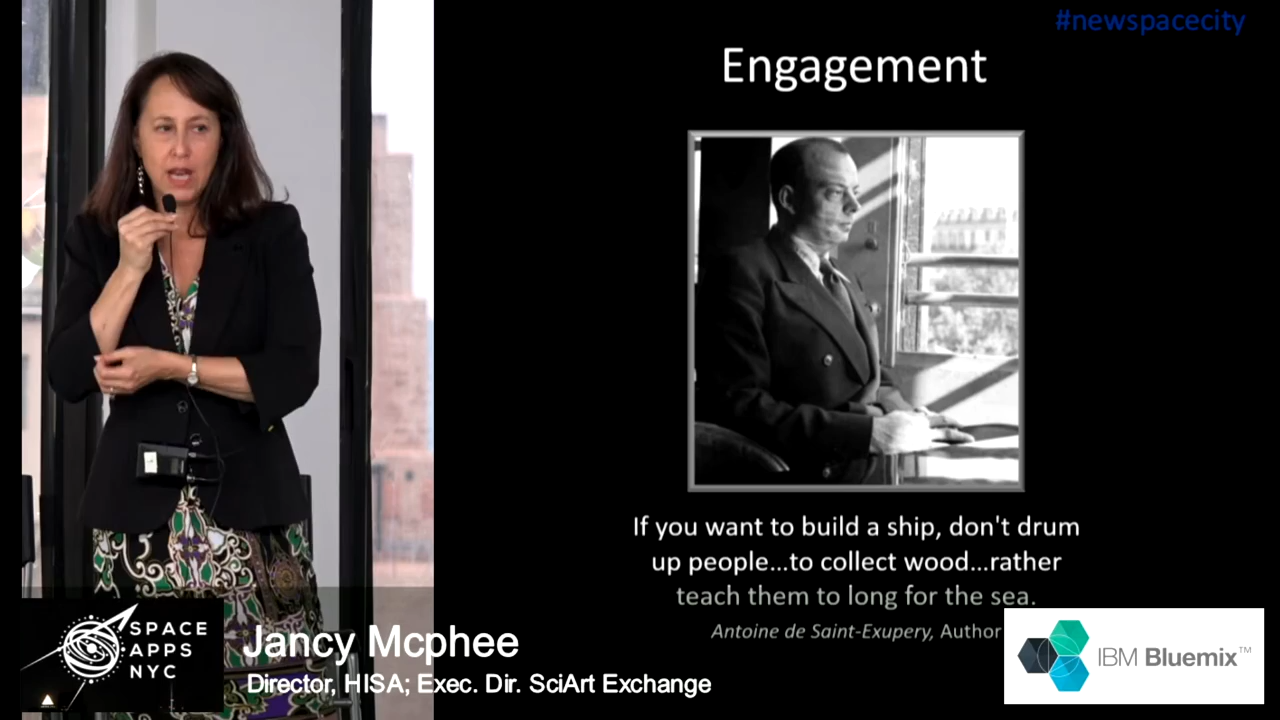 #newspacecity
Engagement
If you want to build a ship, don't drum
up people...to collect wood...rather
teach them to long for the sea.
Antoine de Saint-Exupery, Author
SPACE
APPS
NYC
Jancy Mcphee
Director, HISA; Exec. Dir. SciArt Exchange
IBM Bluemix™